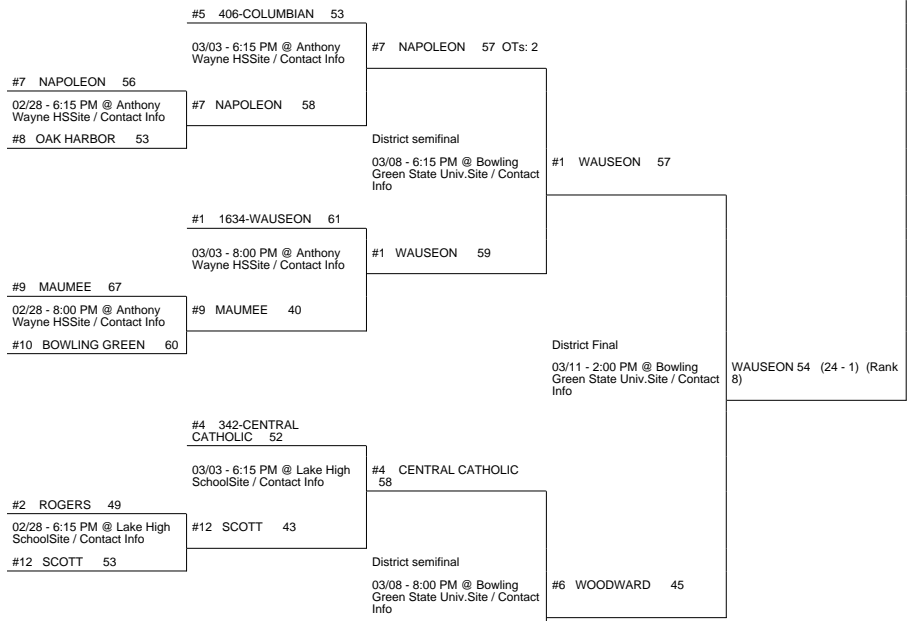 #5 406-COLUMBIAN 53
03/03 - 6:15 PM @ Anthony
Wayne HSSite / Contact Info
#7 NAPOLEON 57 OTs: 2
#7 NAPOLEON 56
02/28 - 6:15 PM @ Anthony
Wayne HSSite / Contact Info
#7 NAPOLEON 58
#8 OAK HARBOR 53
District semifinal
03/08 - 6:15 PM @ Bowling
Green State Univ.Site / Contact
Info
#1 WAUSEON 57
#1 1634-WAUSEON 61
03/03 - 8:00 PM @ Anthony
Wayne HSSite / Contact Info
#1 WAUSEON 59
#9 MAUMEE 67
02/28 - 8:00 PM @ Anthony
Wayne HSSite / Contact Info
#9 MAUMEE 40
#10 BOWLING GREEN 60
District Final
03/11 - 2:00 PM @ Bowling
Green State Univ.Site / Contact
Info
WAUSEON 54 (24 - 1) (Rank
8)
#4 342-CENTRAL
CATHOLIC 52
03/03 - 6:15 PM @ Lake High
SchoolSite / Contact Info
#4 CENTRAL CATHOLIC
58
#2 ROGERS 49
02/28 - 6:15 PM @ Lake High
SchoolSite / Contact Info
#12 SCOTT 43
#12 SCOTT 53
District semifinal
03/08 - 8:00 PM @ Bowling
Green State Univ.Site / Contact
Info
#6 WOODWARD 45